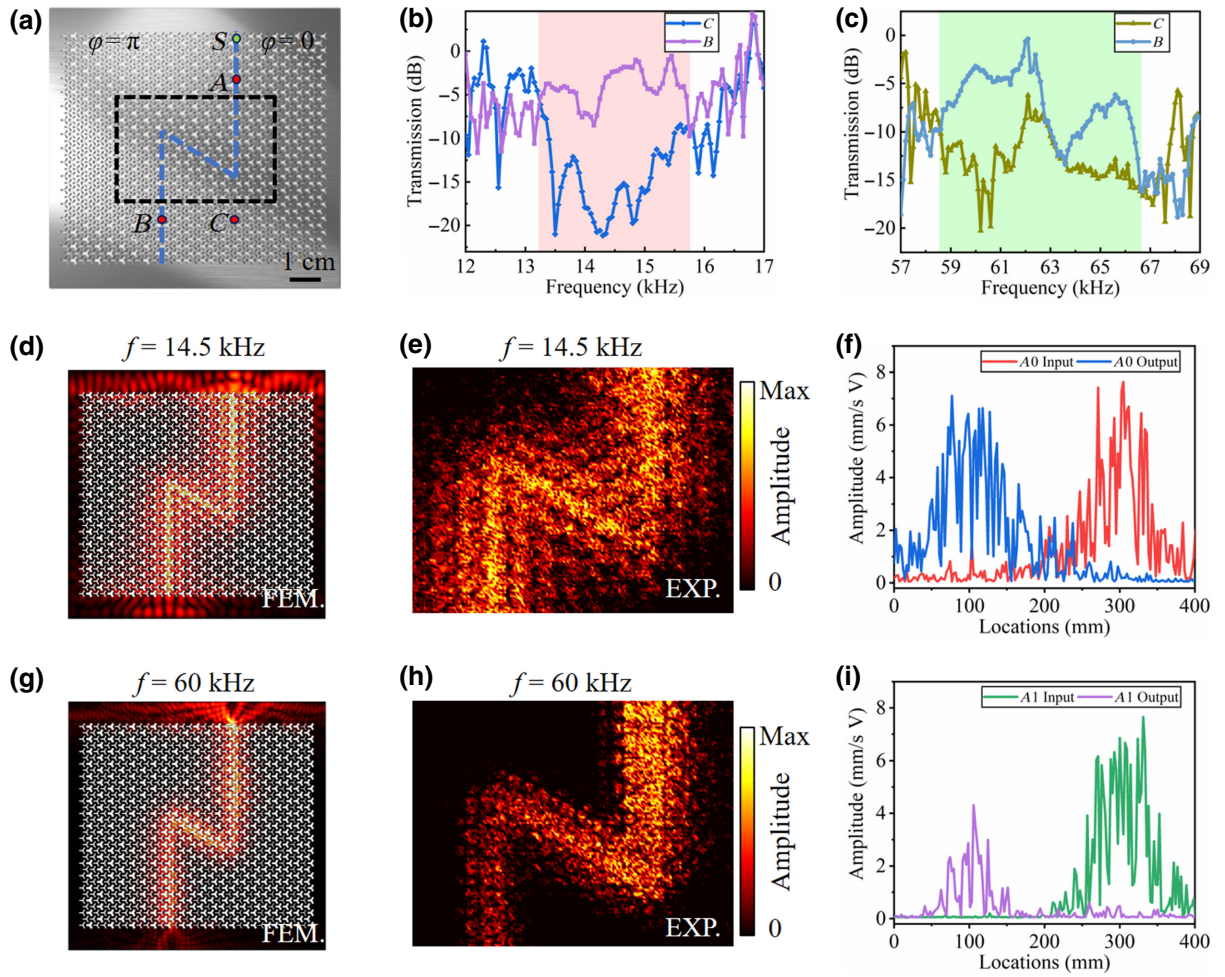 (a)
φ = π
S
φ = 0
A
B
C
1 cm
(b)
Transmission (dB)
0
−5
−10
−15
−20
C
B
12 13 14 15 16 17
Frequency (kHz)
(c)
Transmission (dB)
0
−5
−10
−15
−20
C
B
57 59 61 63 65 67 69
Frequency (kHz)
(d)
f = 14.5 kHz
FEM.
(e)
f = 14.5 kHz
EXP.
Max
Amplitude
0
(f)
Amplitude (mm/s V)
8
6
4
2
0
A0 Input A0 Output
0 100 200 300 400
Locations (mm)
(g)
f = 60 kHz
FEM.
(h)
f = 60 kHz
EXP.
Max
Amplitude
0
(i)
Amplitude (mm/s V)
8
6
4
2
0
A1 Input A1 Output
0 100 200 300 400
Locations (mm)